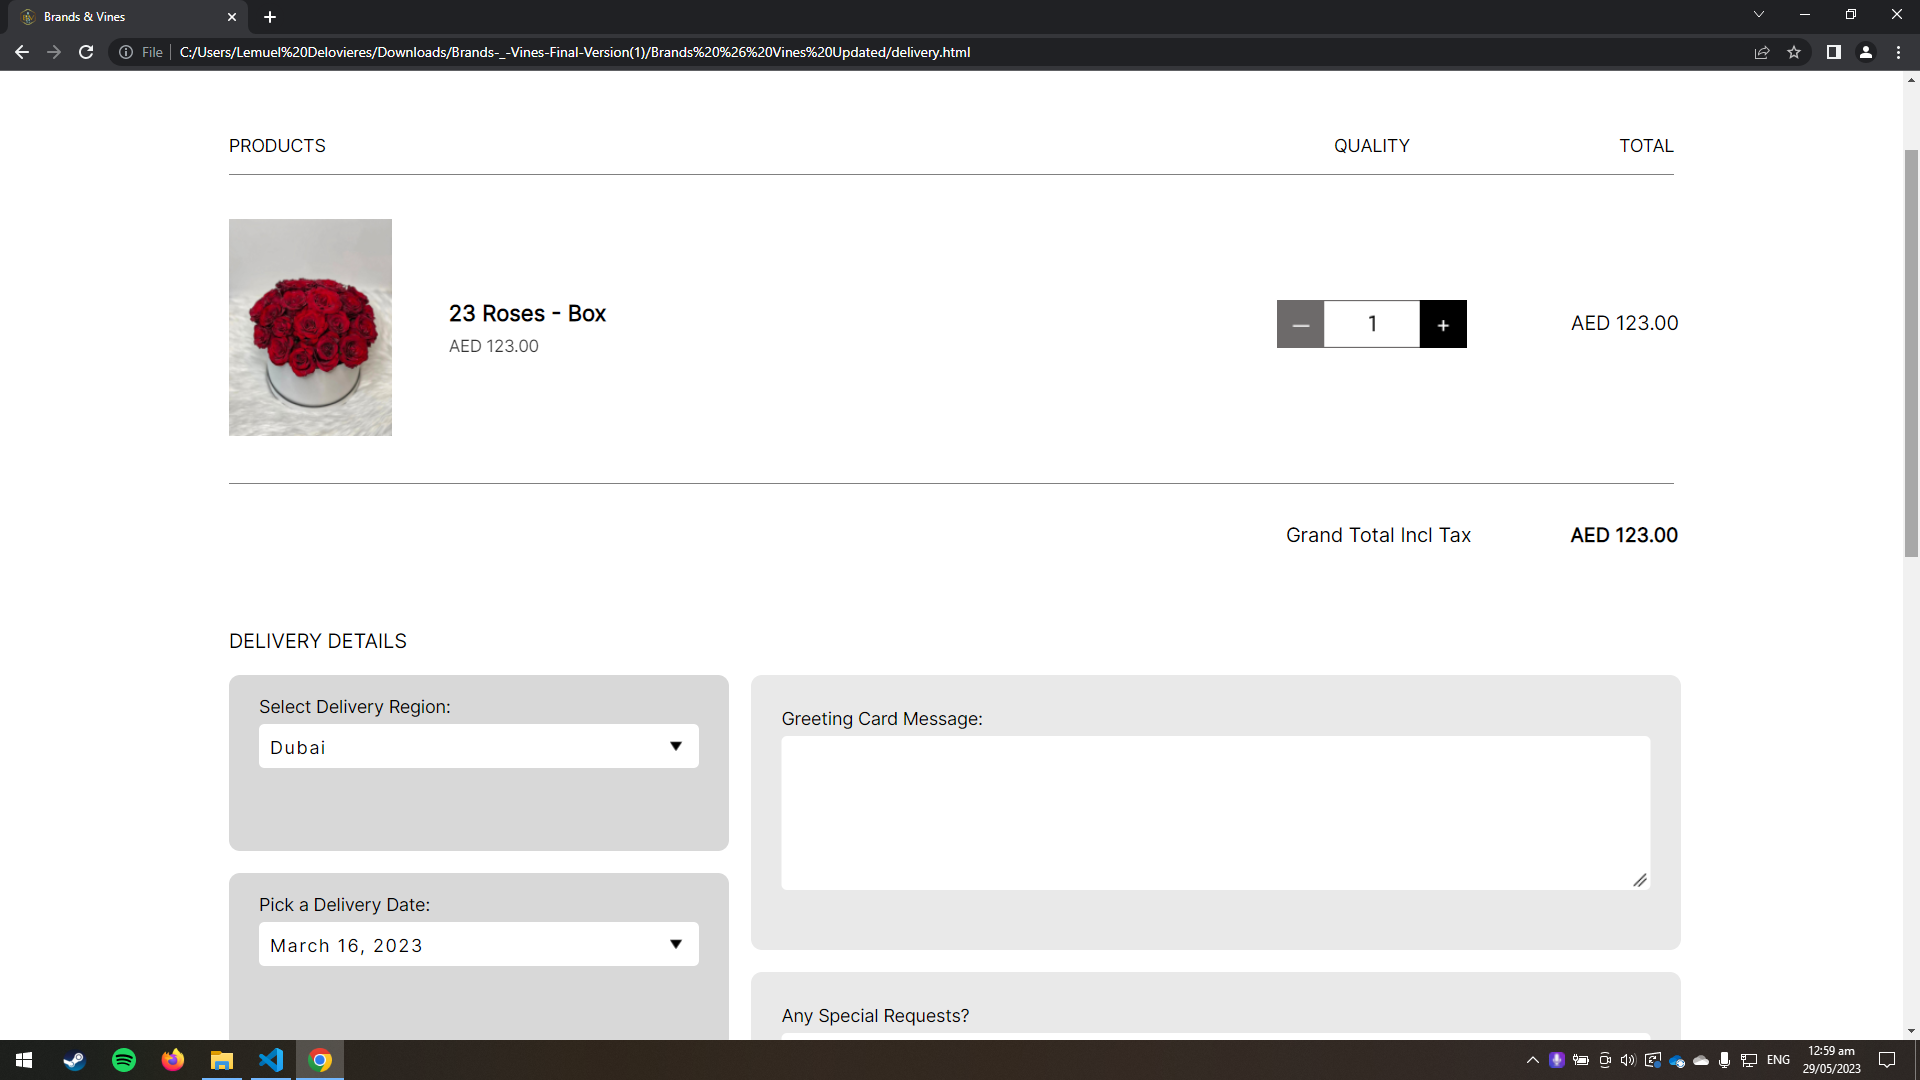 Brands & Vines
File
C:/Users/Lemuel%20Delovieres/Downloads/Brands-_-Vines-Final-Version(1)/Brands%20%26%20Vines%20Updated/delivery.html
PRODUCTS QUALITY TOTAL
23 Roses - Box
AED 123.00
— 1 +
AED 123.00
Grand Total Incl Tax AED 123.00
DELIVERY DETAILS
Select Delivery Region:
Dubai
Pick a Delivery Date:
March 16, 2023
Greeting Card Message:
Any Special Requests?
ENG
12:59 am
29/05/2023